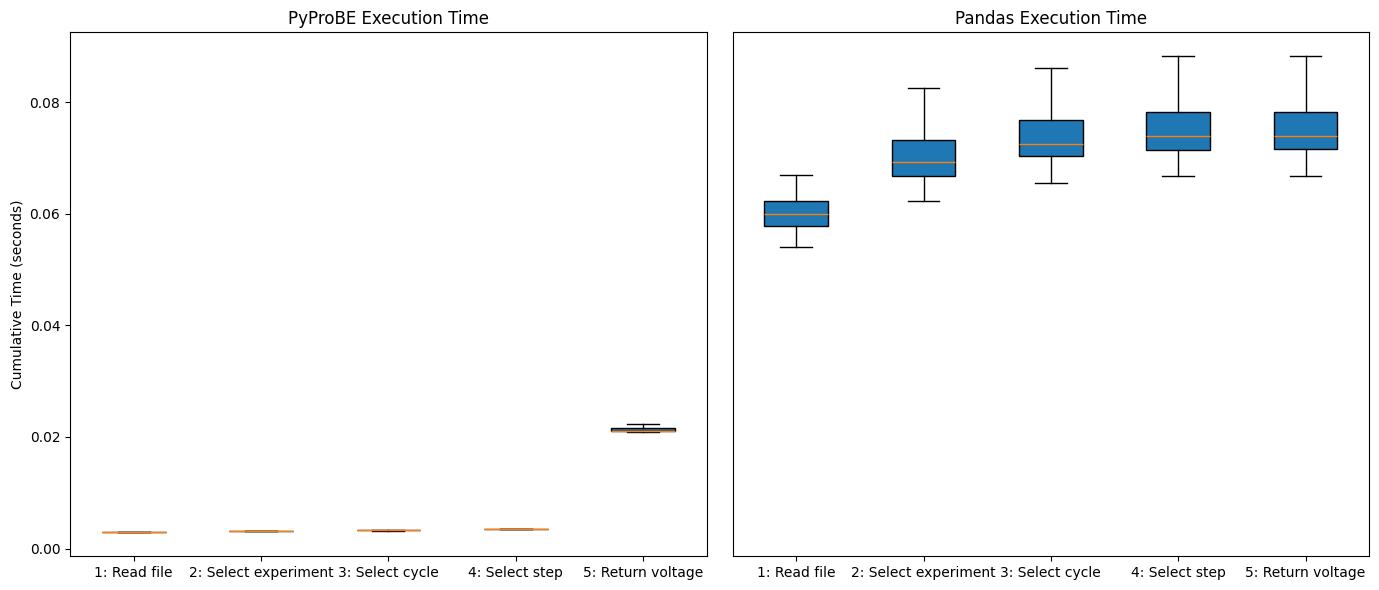 PyProBE Execution Time
Pandas Execution Time
Cumulative Time (seconds)
0.08
0.06
0.04
0.02
0.00
1: Read file
2: Select experiment
3: Select cycle
4: Select step
5: Return voltage
1: Read file
2: Select experiment
3: Select cycle
4: Select step
5: Return voltage